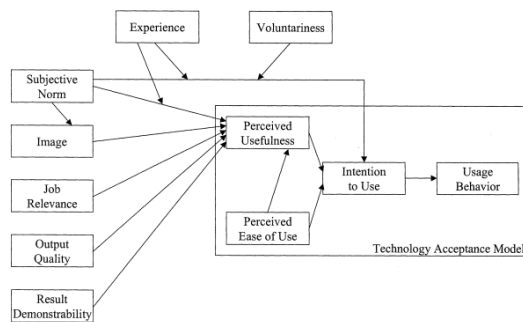 Experience
Voluntariness
Subjective
Norm
Image
Perceived
Usefulness
Job
Relevance
Intention
to Use
Usage
Behavior
Output
Quality
Perceived
Ease of Use
Technology Acceptance Model
Result
Demonstrability